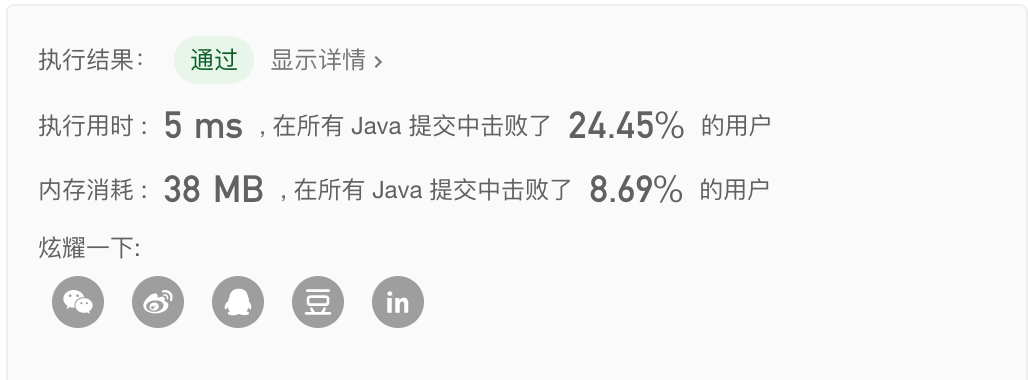 执行结果： 通过 显示详情 ›
执行用时 : 5 ms , 在所有 Java 提交中击败了 24.45% 的用户
内存消耗 : 38 MB , 在所有 Java 提交中击败了 8.69% 的用户
炫耀一下:
豆 in